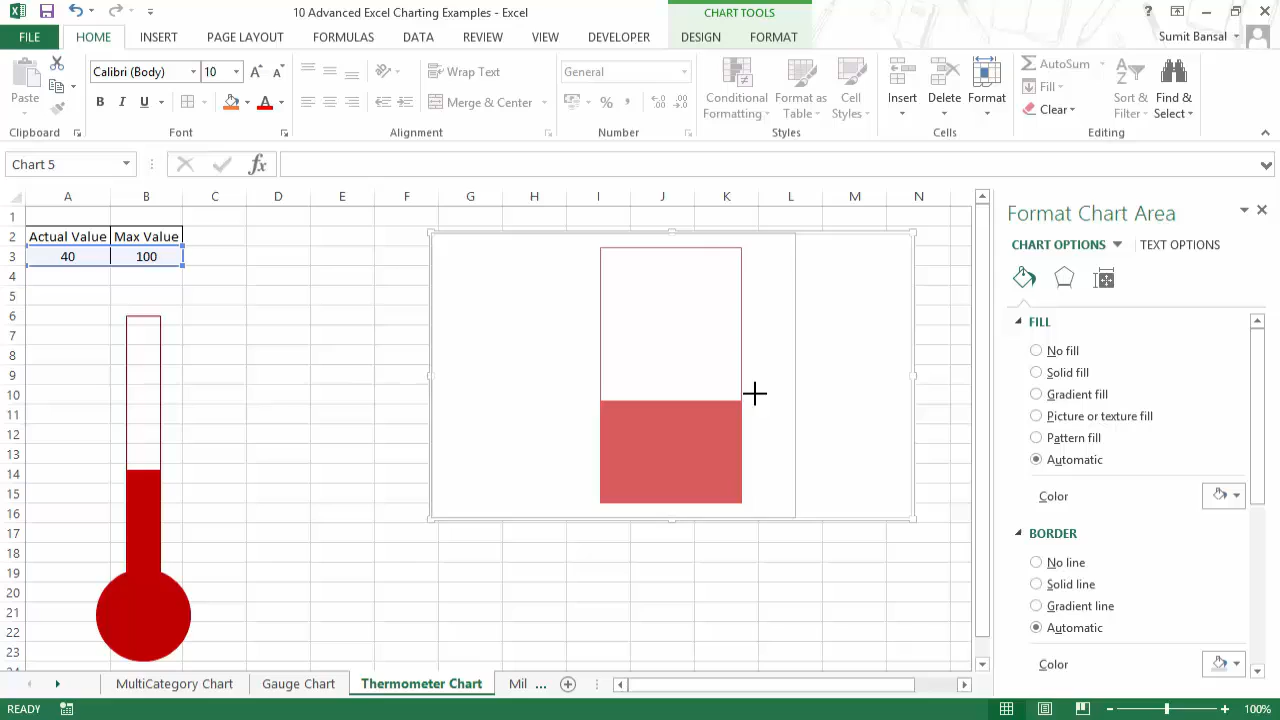 10 Advanced Excel Charting Examples - Excel
CHART TOOLS
?
FILE HOME INSERT PAGE LAYOUT FORMULAS DATA REVIEW VIEW DEVELOPER DESIGN FORMAT
Sumit Bansal
Paste
Calibri (Body) 10
B I U A
Wrap Text
Merge & Center
General
%
Conditional Formatting
Format as Table
Cell Styles
Insert
Delete
Format
AutoSum
Fill
Clear
Sort & Filter
Find & Select
Clipboard Font Alignment Number Styles Cells Editing
Chart 5
fx
A B C D E F G H I J K L M N
1
2 Actual Value Max Value
3 40 100
4
5
6
7
8
9
10
11
12
13
14
15
16
17
18
19
20
21
22
23
Format Chart Area
CHART OPTIONS TEXT OPTIONS
FILL
No fill
Solid fill
Gradient fill
Picture or texture fill
Pattern fill
Automatic
Color
BORDER
No line
Solid line
Gradient line
Automatic
Color
MultiCategory Chart Gauge Chart Thermometer Chart Mil ...
READY
100%